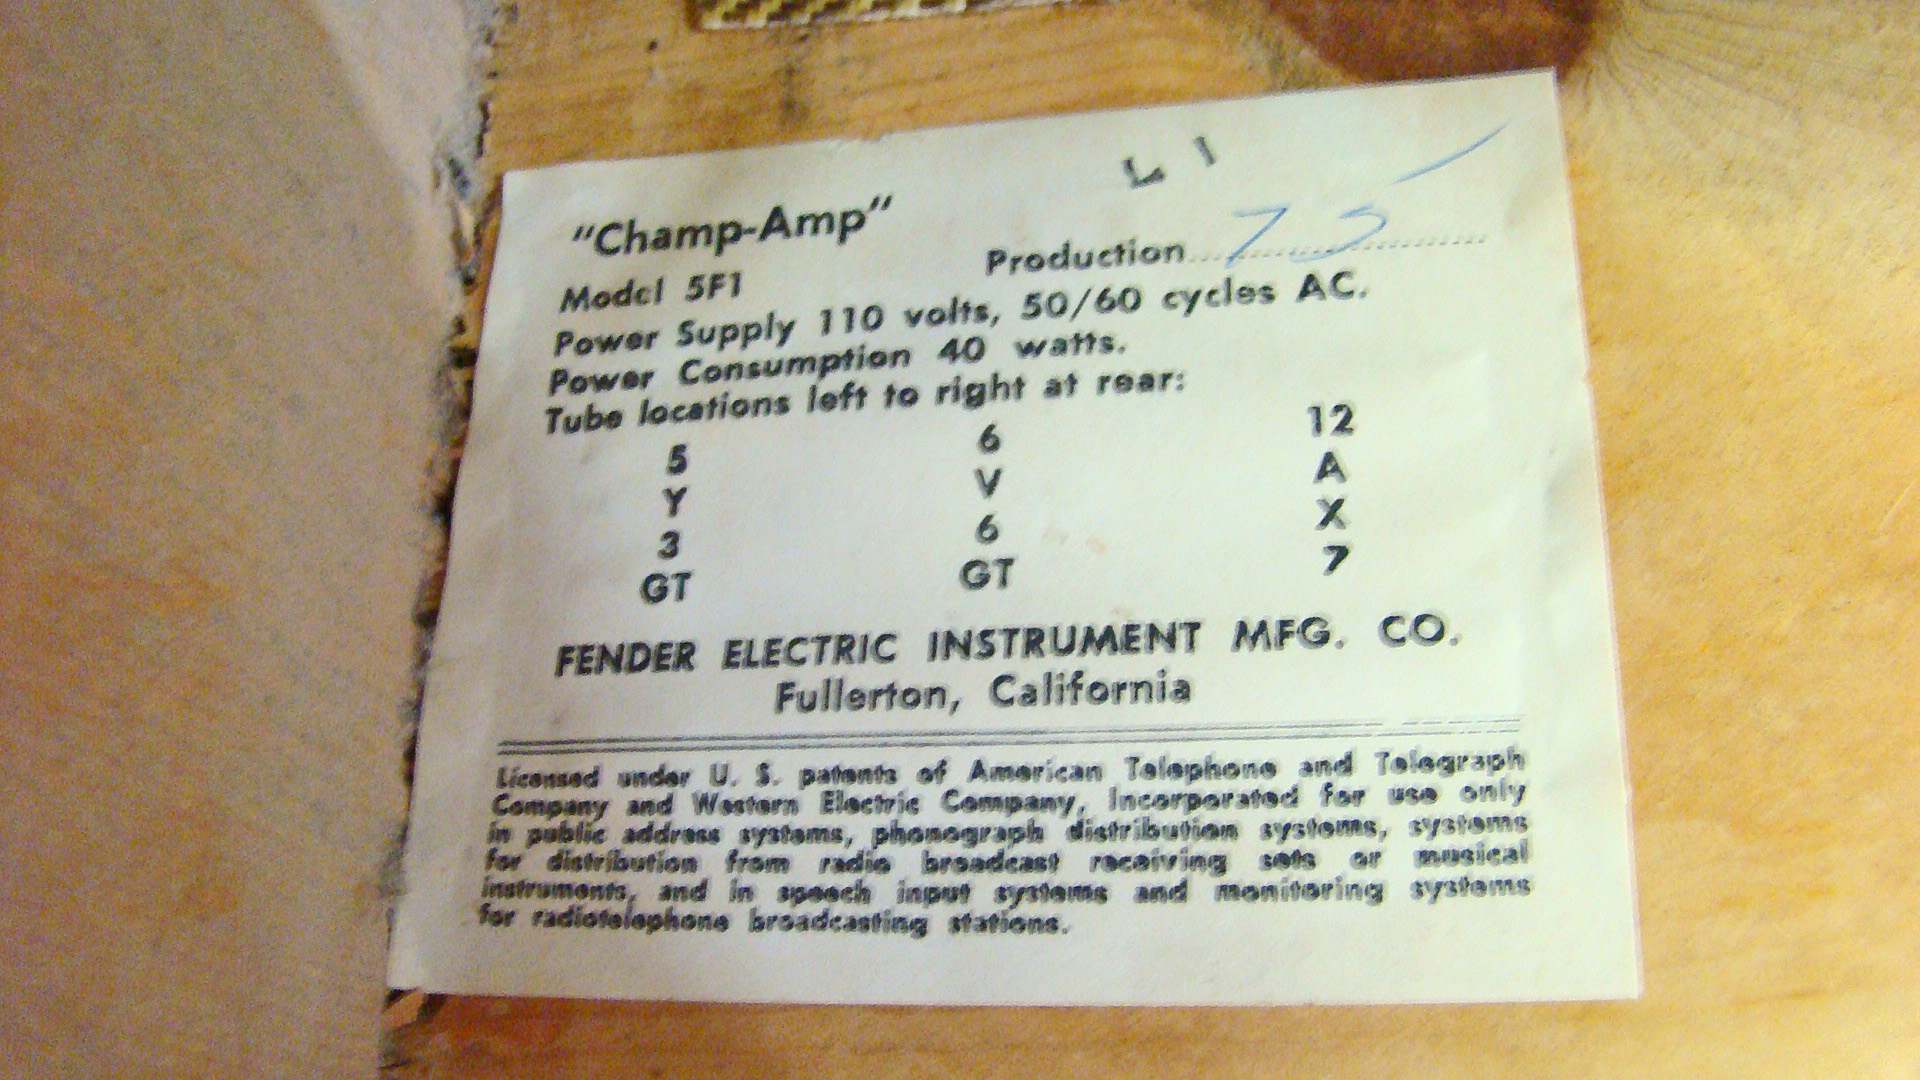 L I
"Champ-Amp"
Production 75
Model 5F1
Power Supply 110 volts, 50/60 cycles AC.
Power Consumption 40 watts.
Tube locations left to right at rear:
5 6 12
Y V A
3 6 X
GT GT 7
FENDER ELECTRIC INSTRUMENT MFG. CO.
Fullerton, California
Licensed under U. S. patents of American Telephone and Telegraph
Company and Western Electric Company, Incorporated for use only
in public address systems, phonograph distribution systems, systems
for distribution from radio broadcast receiving sets or musical
instruments, and in speech input systems and monitoring systems
for radiotelephone broadcasting stations.